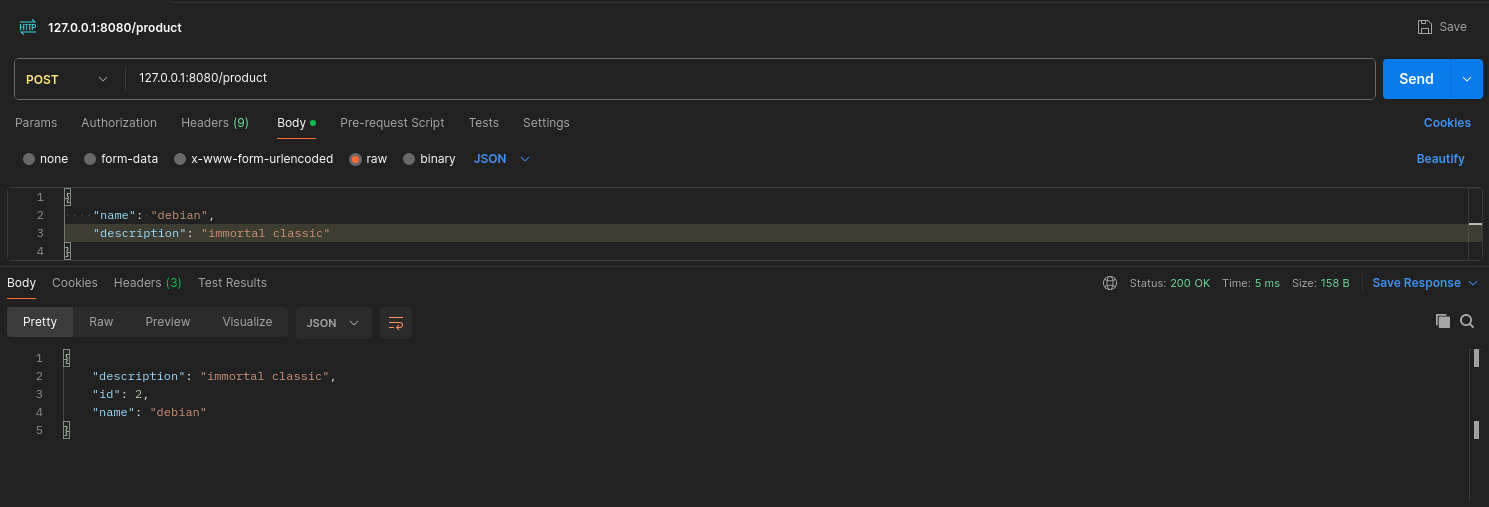 HTTP 127.0.0.1:8080/product Save
POST 127.0.0.1:8080/product Send
Params Authorization Headers (9) Body Pre-request Script Tests Settings Cookies
none form-data x-www-form-urlencoded raw binary JSON Beautify
1 {
2 ····"name":·"debian",
3 "description": "immortal classic"
4 }
Body Cookies Headers (3) Test Results Status: 200 OK Time: 5 ms Size: 158 B Save Response
Pretty Raw Preview Visualize JSON
1 {
2 "description": "immortal classic",
3 "id": 2,
4 "name": "debian"
5 }